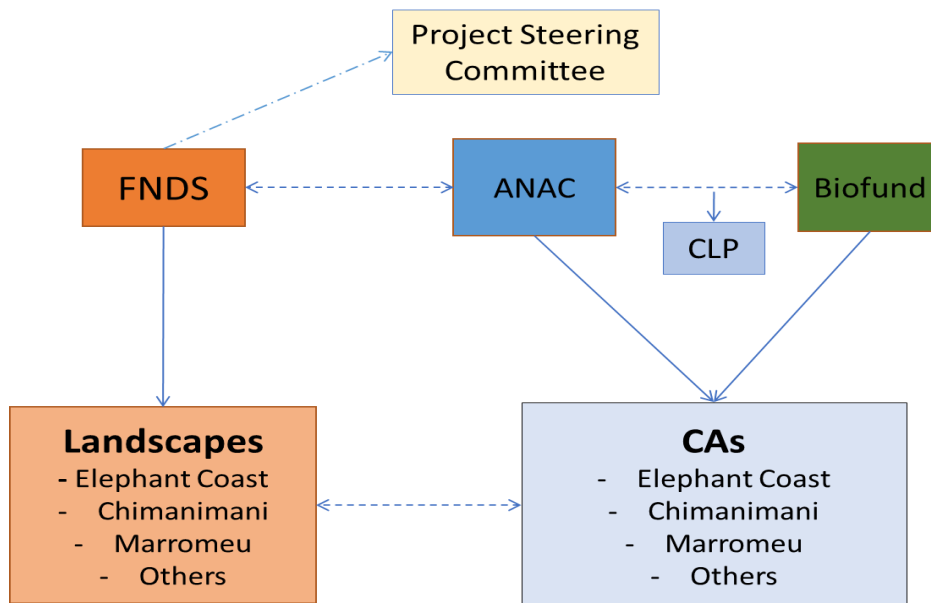 Project Steering
Committee
FNDS
ANAC
Biofund
CLP
Landscapes
- Elephant Coast
- Chimanimani
- Marromeu
- Others
CAs
- Elephant Coast
- Chimanimani
- Marromeu
- Others